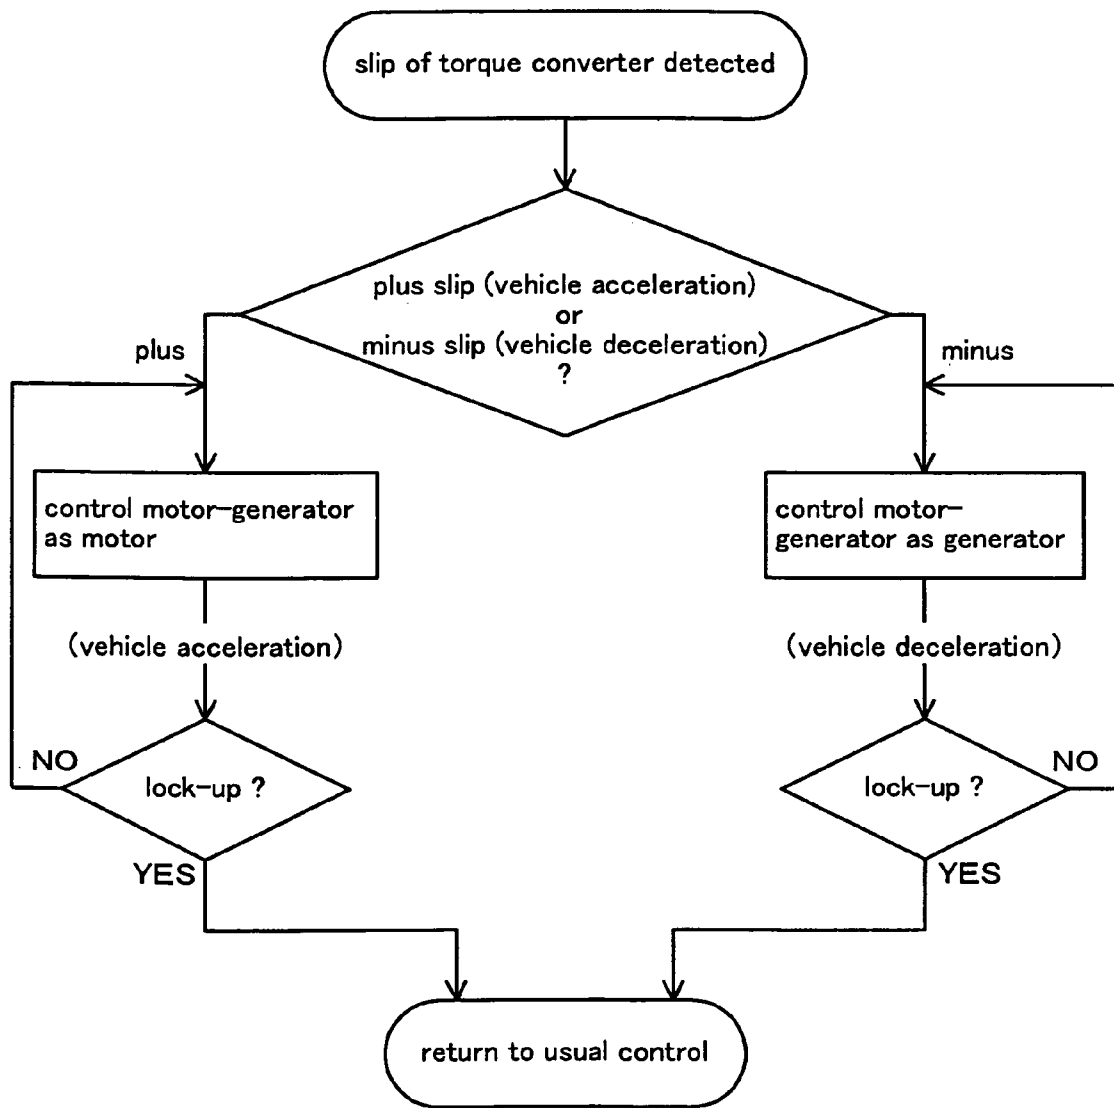 slip of torque converter detected
plus slip (vehicle acceleration)
or
minus slip (vehicle deceleration)
?
plus
minus
control motor-generator
as motor
control motor-
generator as generator
(vehicle acceleration)
(vehicle deceleration)
NO
lock-up ?
YES
lock-up ?
NO
YES
return to usual control